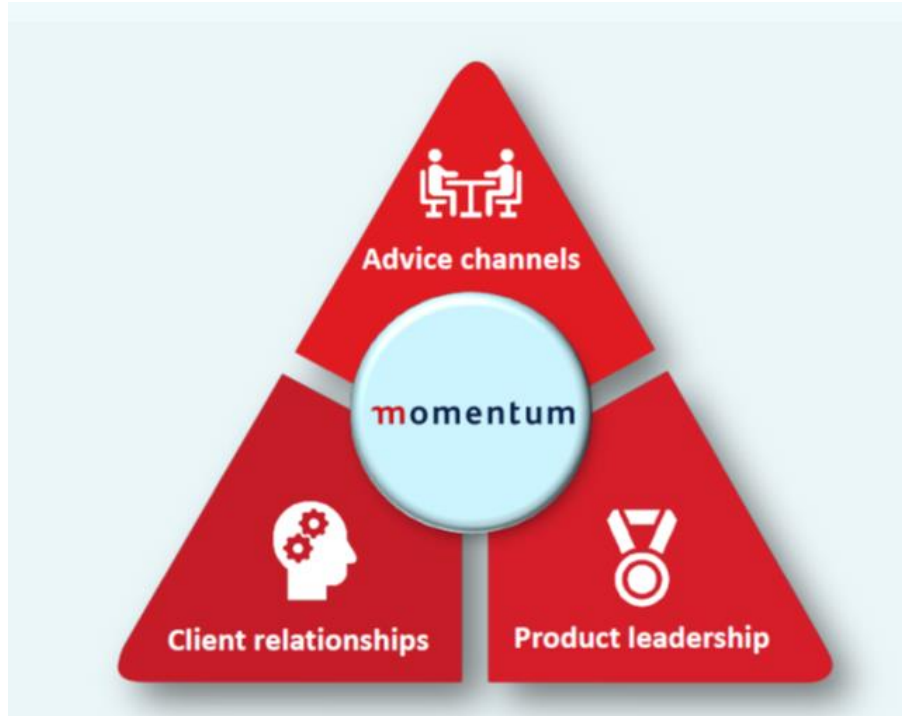 Advice channels
momentum
Client relationships
Product leadership